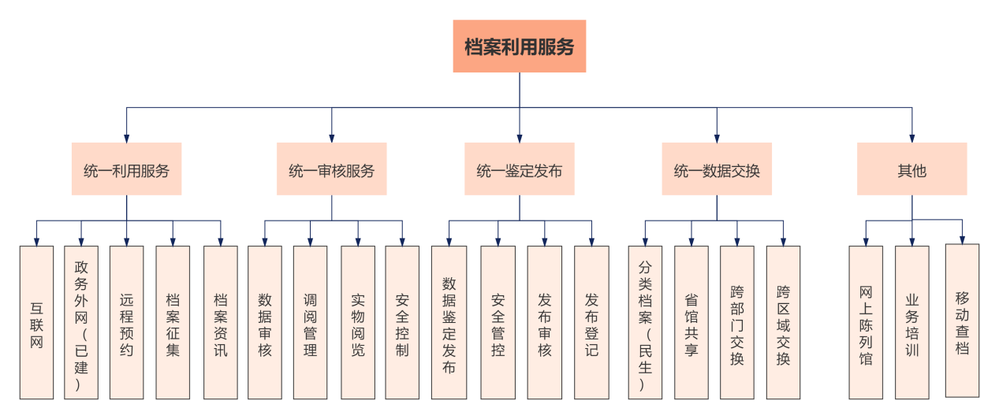 档案利用服务
统一利用服务
统一审核服务
统一鉴定发布
统一数据交换
其他
互联网
政务外网（已建）
远程预约
档案征集
档案资讯
数据审核
调阅管理
实物阅览
安全控制
数据鉴定发布
安全管控
发布审核
发布登记
分类档案（民生）
省馆共享
跨部门交换
跨区域交换
网上陈列馆
业务培训
移动查档